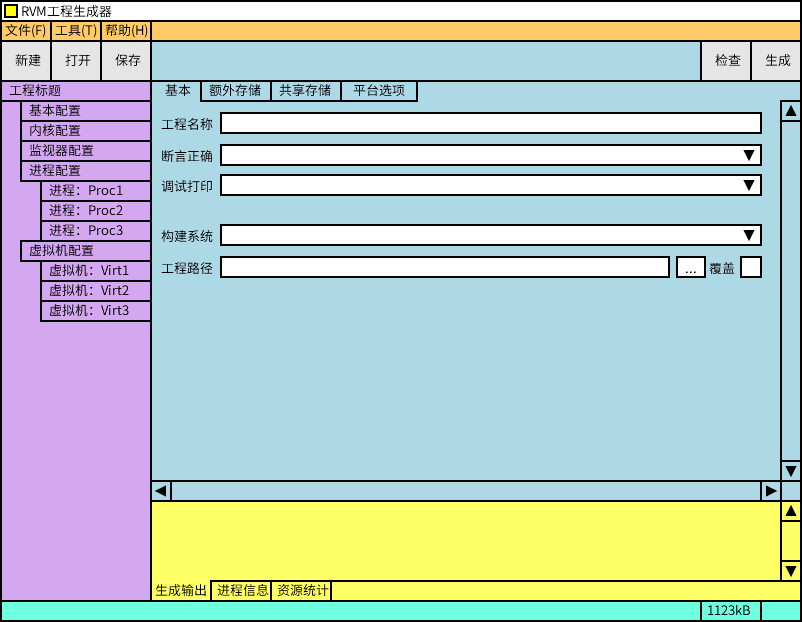 RVM工程生成器
文件(F) 工具(T) 帮助(H)
新建 打开 保存 检查 生成
工程标题
基本配置
内核配置
监视器配置
进程配置
进程：Proc1
进程：Proc2
进程：Proc3
虚拟机配置
虚拟机：Virt1
虚拟机：Virt2
虚拟机：Virt3
基本 额外存储 共享存储 平台选项
工程名称
断言正确
调试打印
构建系统
工程路径 ... 覆盖
生成输出 进程信息 资源统计
1123kB